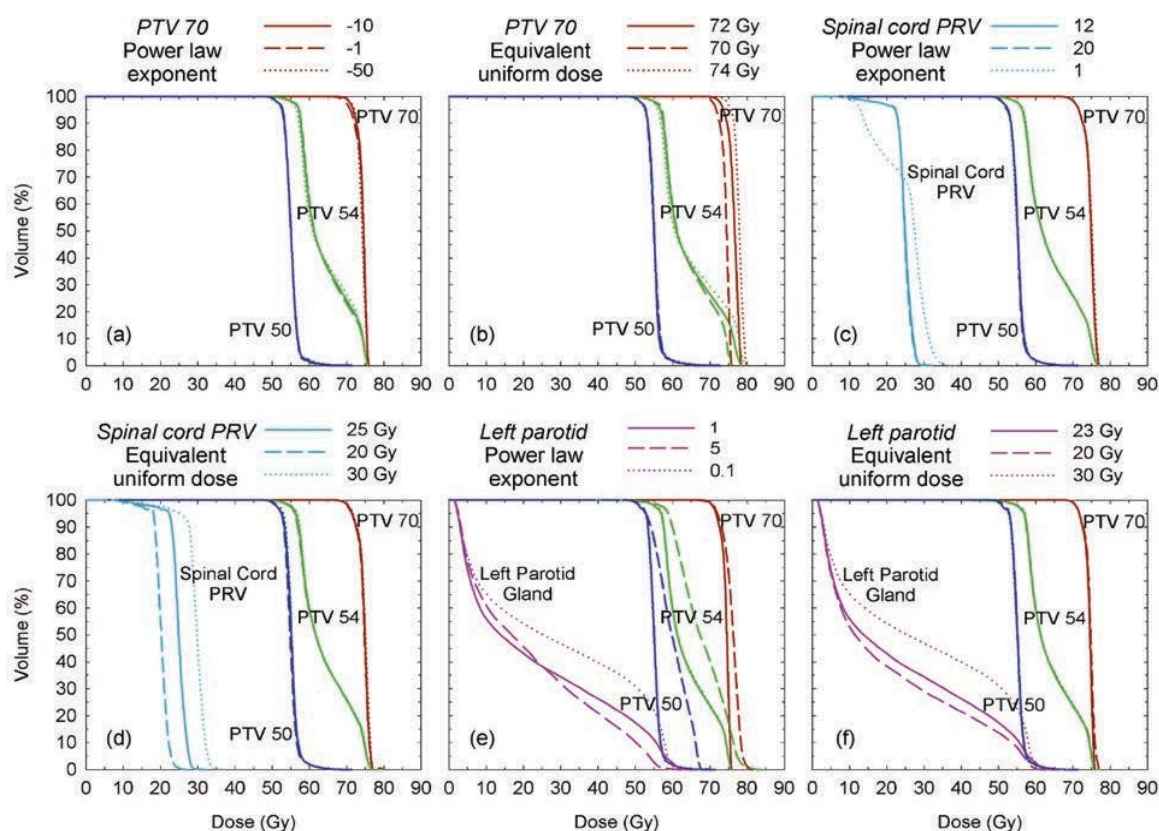 PTV 70
Power law
exponent
-10
-1
-50
PTV 70
Equivalent
uniform dose
72 Gy
70 Gy
74 Gy
Spinal cord PRV
Power law
exponent
12
20
1
Volume (%)
100
90
80
70
60
50
40
30
20
10
0
PTV 70
PTV 54
PTV 50
(a)
0 10 20 30 40 50 60 70 80 90
PTV 70
PTV 54
PTV 50
(b)
0 10 20 30 40 50 60 70 80 90
Spinal Cord
PRV
PTV 70
PTV 54
PTV 50
(c)
0 10 20 30 40 50 60 70 80 90
Spinal cord PRV
Equivalent
uniform dose
25 Gy
20 Gy
30 Gy
Left parotid
Power law
exponent
1
5
0.1
Left parotid
Equivalent
uniform dose
23 Gy
20 Gy
30 Gy
Volume (%)
100
90
80
70
60
50
40
30
20
10
0
Spinal Cord
PRV
PTV 70
PTV 54
PTV 50
(d)
0 10 20 30 40 50 60 70 80 90
Dose (Gy)
Left Parotid
Gland
PTV 70
PTV 54
PTV 50
(e)
0 10 20 30 40 50 60 70 80 90
Dose (Gy)
Left Parotid
Gland
PTV 70
PTV 54
PTV 50
(f)
0 10 20 30 40 50 60 70 80 90
Dose (Gy)